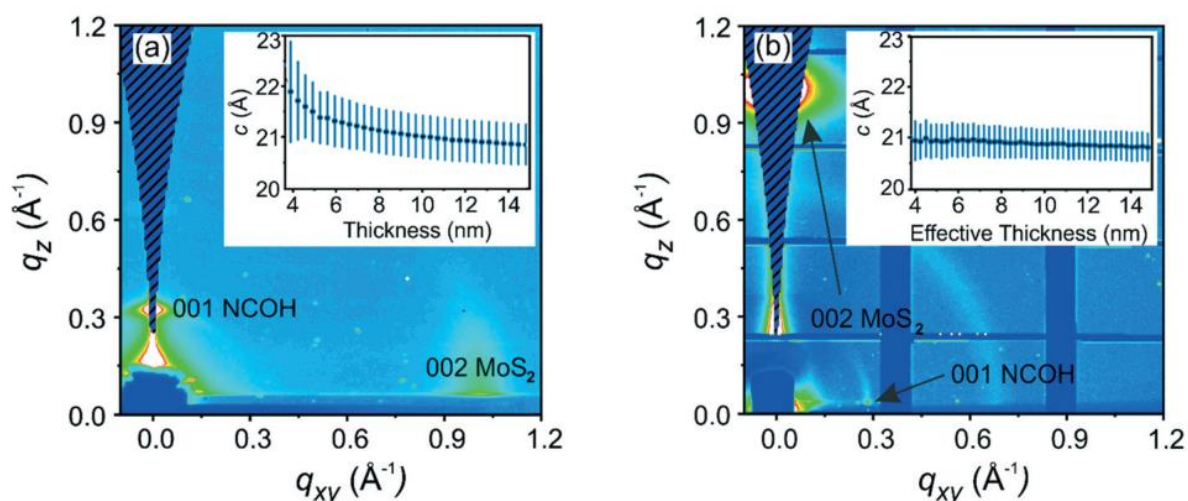 (a)
1.2
0.9
0.6
0.3
0.0
q_z (Å⁻¹)
23
22
21
20
c (Å)
4 6 8 10 12 14
Thickness (nm)
001 NCOH
002 MoS₂
0.0 0.3 0.6 0.9 1.2
q_xy (Å⁻¹)
(b)
1.2
0.9
0.6
0.3
0.0
q_z (Å⁻¹)
23
22
21
20
c (Å)
4 6 8 10 12 14
Effective Thickness (nm)
002 MoS₂
001 NCOH
0.0 0.3 0.6 0.9 1.2
q_xy (Å⁻¹)